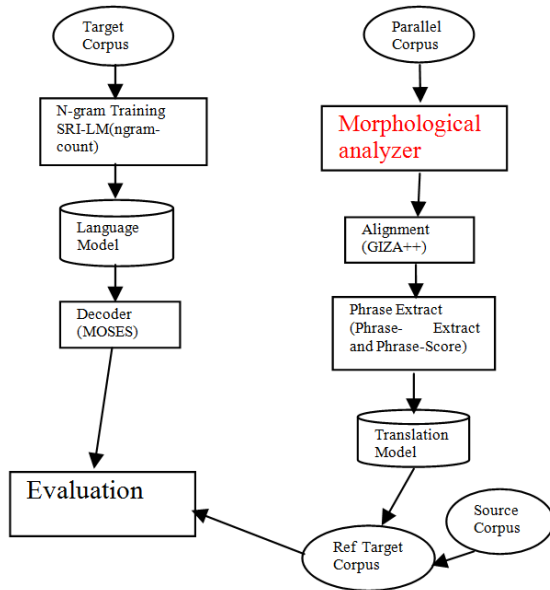 Target
Corpus
N-gram Training
SRI-LM(ngram-
count)
Language
Model
Decoder
(MOSES)
Evaluation
Parallel
Corpus
Morphological
analyzer
Alignment
(GIZA++)
Phrase Extract
(Phrase- Extract
and Phrase-Score)
Translation
Model
Source
Corpus
Ref Target
Corpus